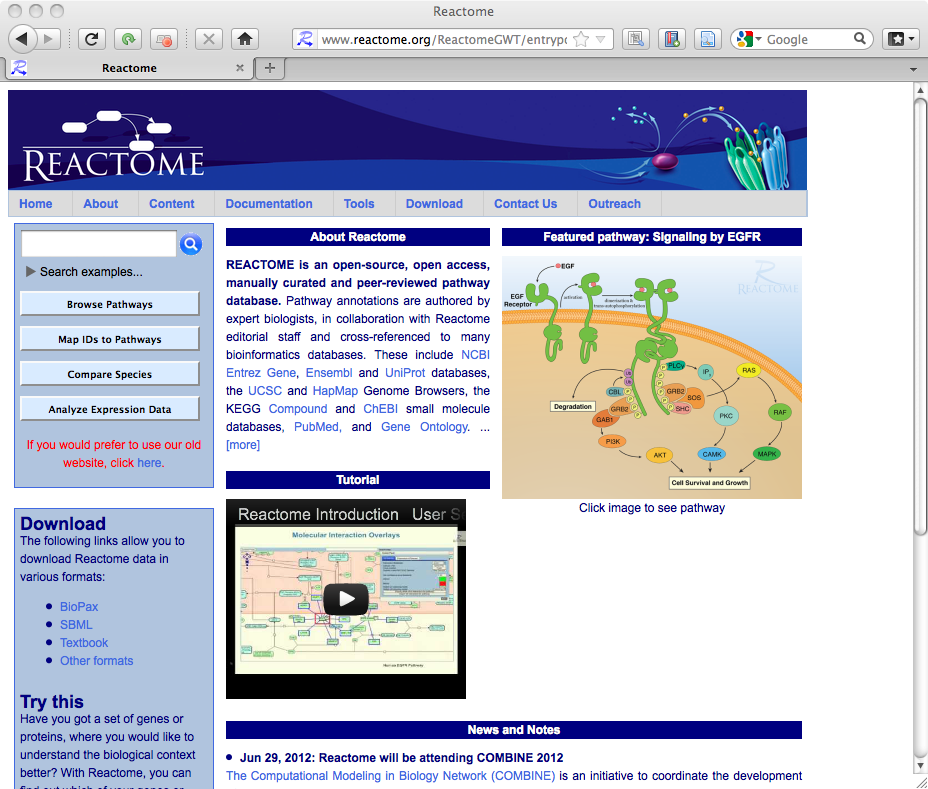 Reactome
www.reactome.org/ReactomeGWT/entrypo
Google
Reactome
REACTOME
Home About Content Documentation Tools Download Contact Us Outreach
Search examples...
Browse Pathways
Map IDs to Pathways
Compare Species
Analyze Expression Data
If you would prefer to use our old
website, click here.
Download
The following links allow you to
download Reactome data in
various formats:
BioPax
SBML
Textbook
Other formats
Try this
Have you got a set of genes or
proteins, where you would like to
understand the biological context
better? With Reactome, you can
find out which of your genes or
About Reactome
REACTOME is an open-source, open access,
manually curated and peer-reviewed pathway
database. Pathway annotations are authored by
expert biologists, in collaboration with Reactome
editorial staff and cross-referenced to many
bioinformatics databases. These include NCBI
Entrez Gene, Ensembl and UniProt databases,
the UCSC and HapMap Genome Browsers, the
KEGG Compound and ChEBI small molecule
databases, PubMed, and Gene Ontology. ...
[more]
Tutorial
Reactome Introduction User S
Molecular Interaction Overlays
Human EGFR Pathway
Featured pathway: Signaling by EGFR
REACTOME
EGF
EGF
Receptor
activation
dimerization &
trans-autophosphorylation
P
P
P
P
P
P
P
P
P
P
Ub
Ub
CBL
GRB2
GAB1
PI3K
Degradation
PLCγ
IP3
GRB2
SOS
SHC
RAS
PKC
RAF
AKT
CAMK
MAPK
Cell Survival and Growth
Click image to see pathway
News and Notes
Jun 29, 2012: Reactome will be attending COMBINE 2012
The Computational Modeling in Biology Network (COMBINE) is an initiative to coordinate the development